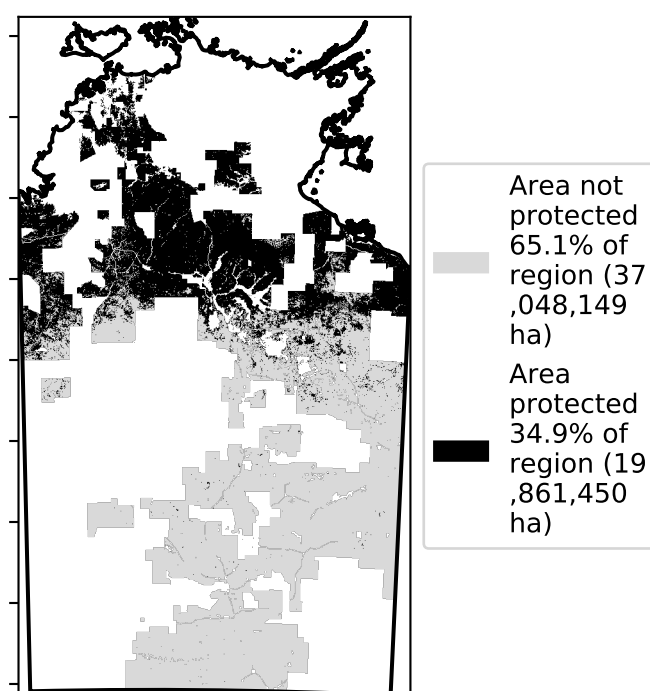 Area not
protected
65.1% of
region (37
,048,149
ha)
Area
protected
34.9% of
region (19
,861,450
ha)